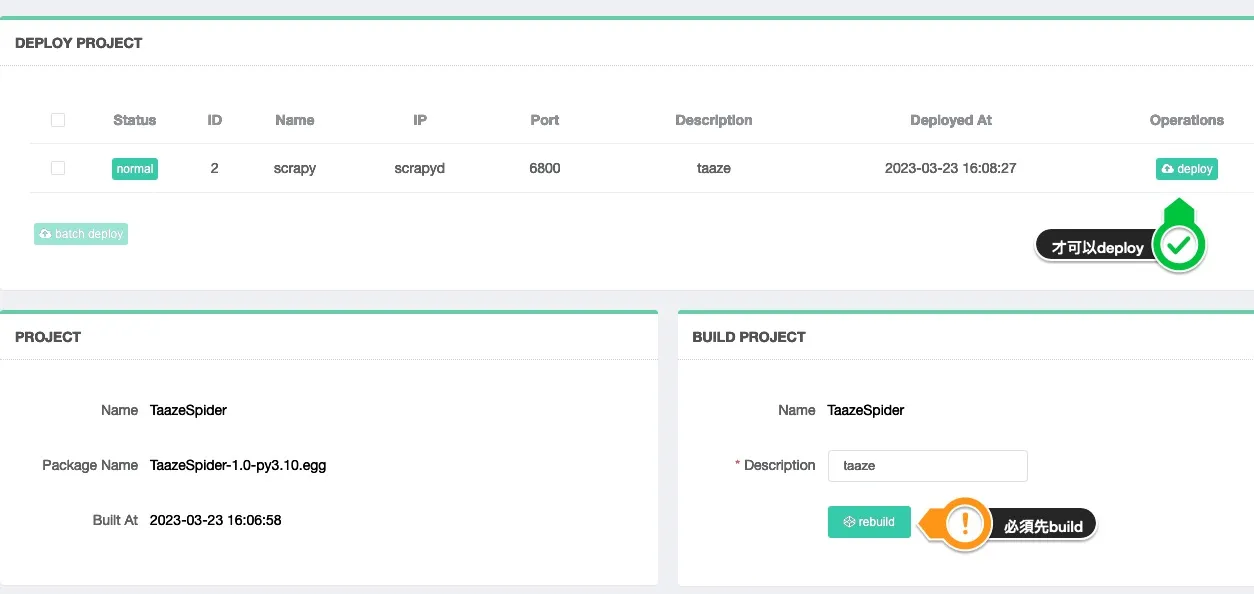 DEPLOY PROJECT
Status ID Name IP Port Description Deployed At Operations
normal 2 scrapy scrapyd 6800 taaze 2023-03-23 16:08:27 deploy
batch deploy
才可以deploy
PROJECT
Name TaazeSpider
Package Name TaazeSpider-1.0-py3.10.egg
Built At 2023-03-23 16:06:58
BUILD PROJECT
Name TaazeSpider
* Description taaze
rebuild
必須先build